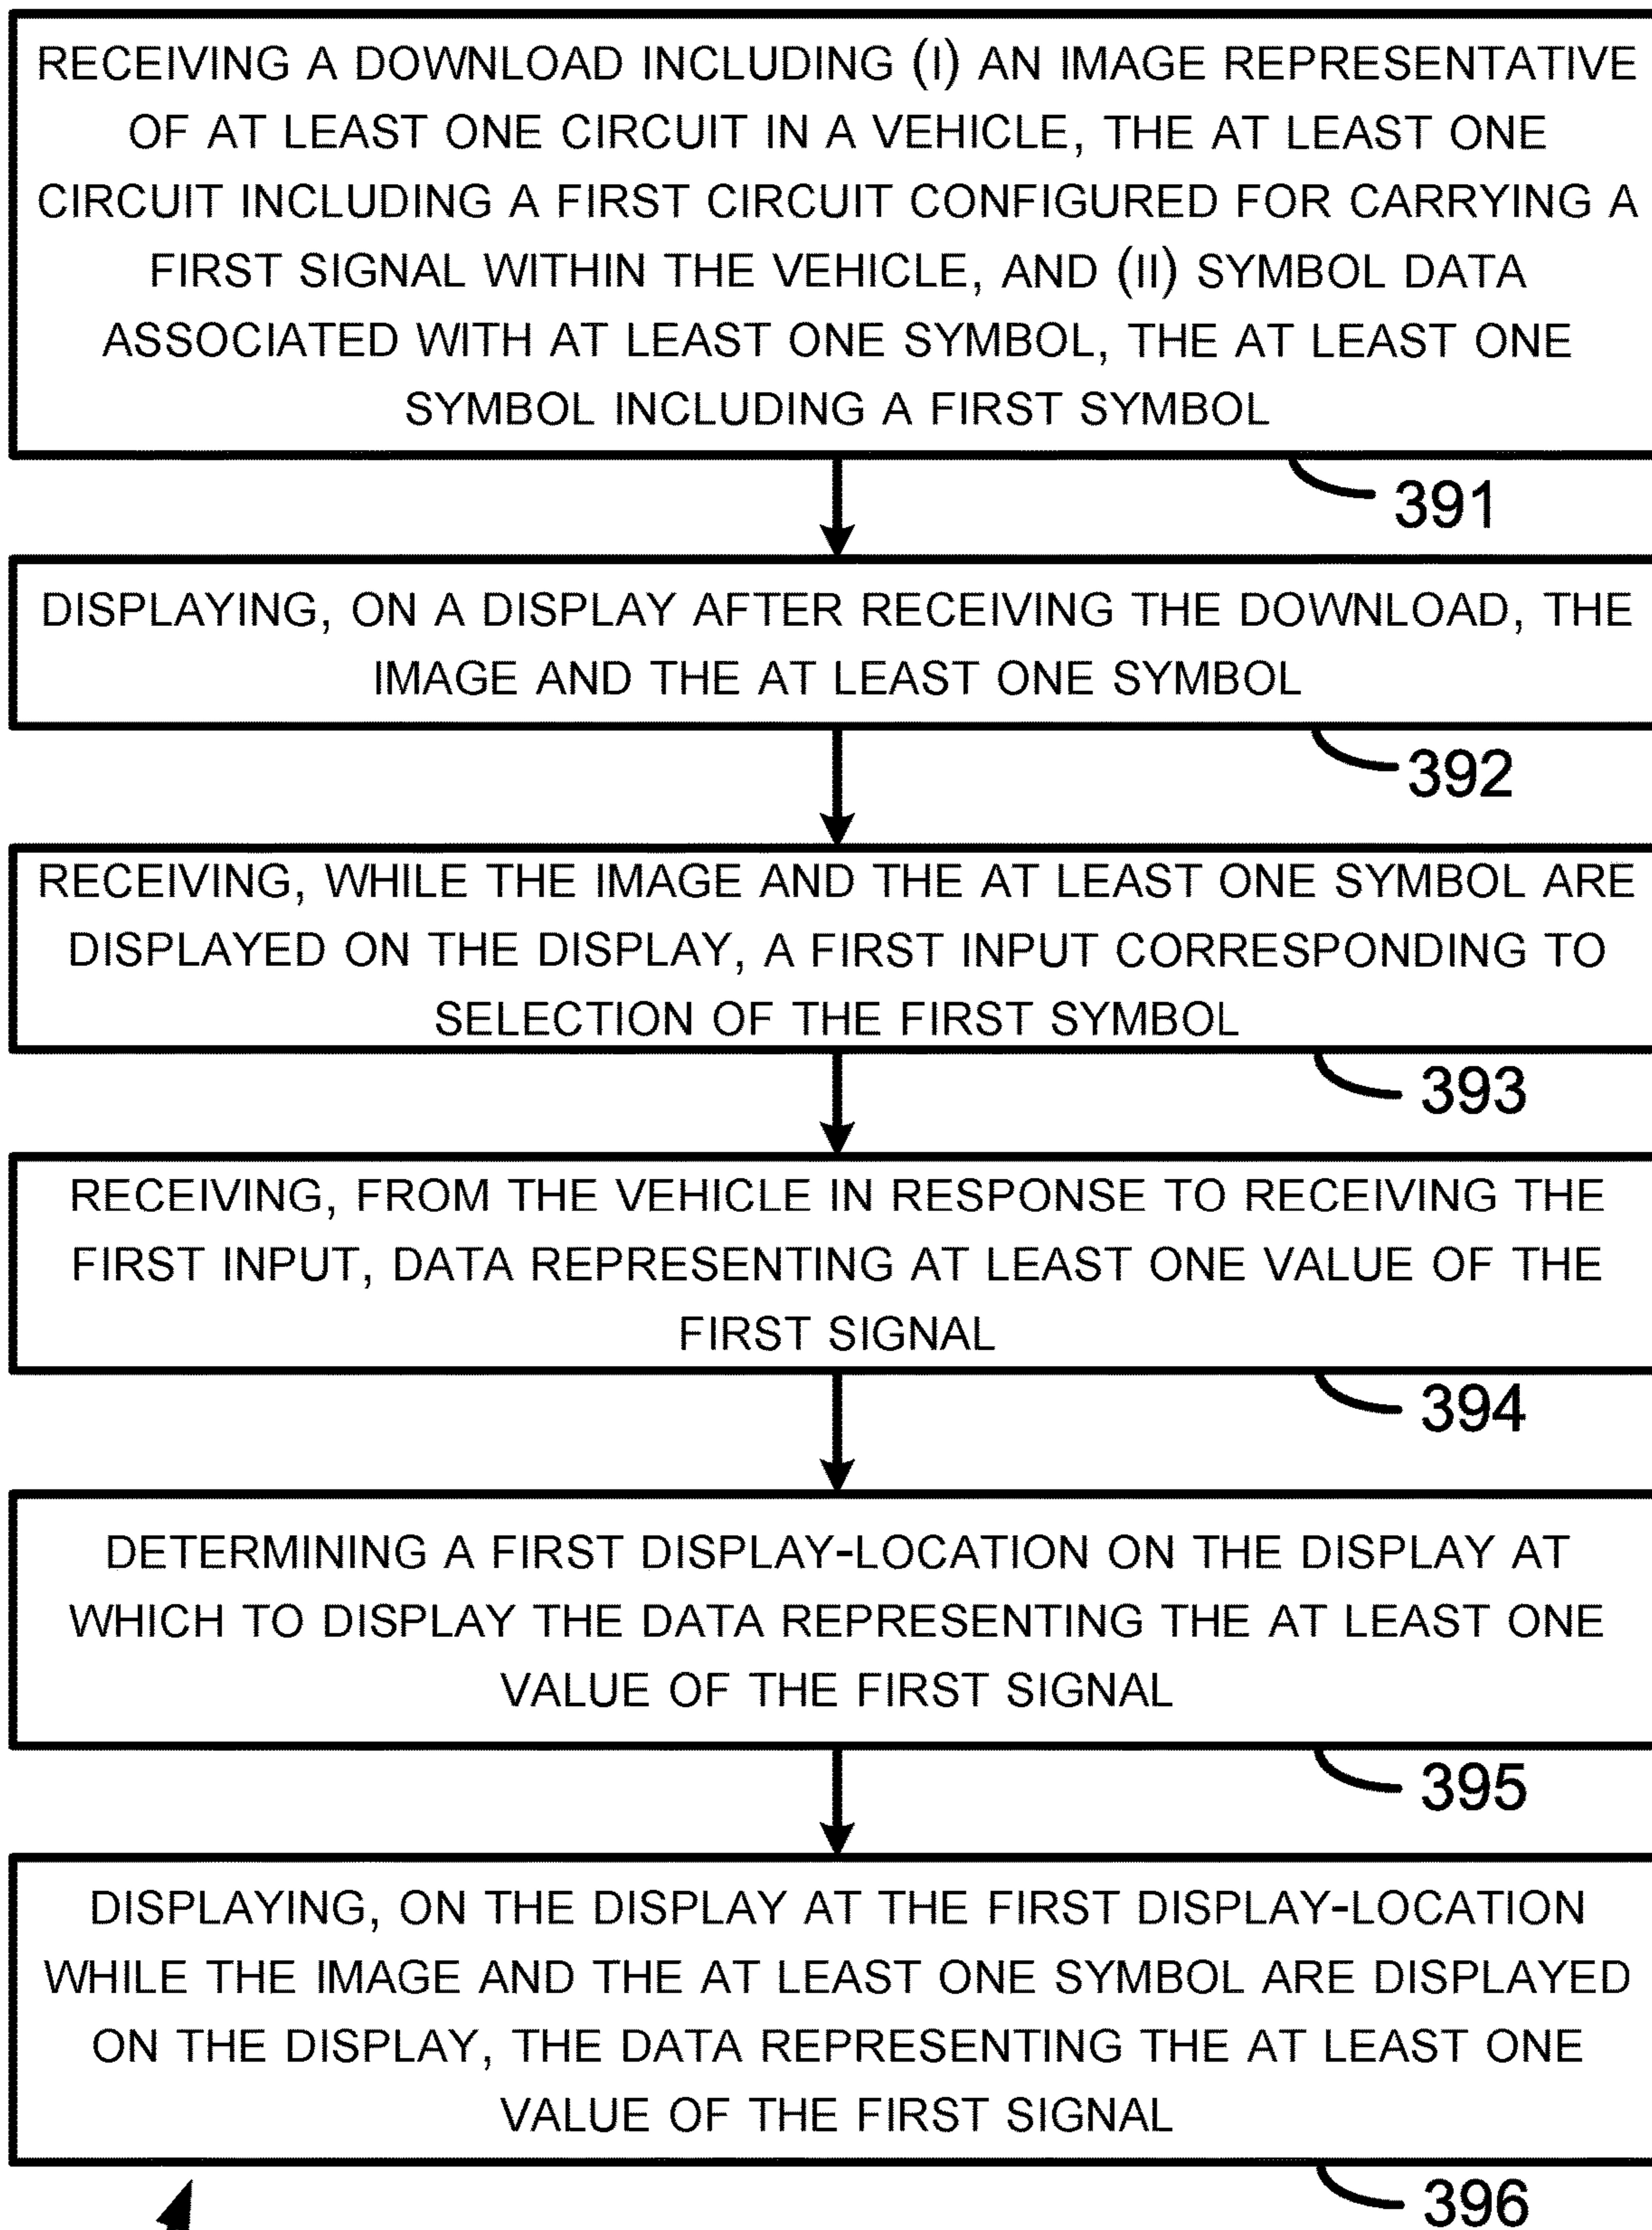 RECEIVING A DOWNLOAD INCLUDING (I) AN IMAGE REPRESENTATIVE
OF AT LEAST ONE CIRCUIT IN A VEHICLE, THE AT LEAST ONE
CIRCUIT INCLUDING A FIRST CIRCUIT CONFIGURED FOR CARRYING A
FIRST SIGNAL WITHIN THE VEHICLE, AND (II) SYMBOL DATA
ASSOCIATED WITH AT LEAST ONE SYMBOL, THE AT LEAST ONE
SYMBOL INCLUDING A FIRST SYMBOL
391
DISPLAYING, ON A DISPLAY AFTER RECEIVING THE DOWNLOAD, THE
IMAGE AND THE AT LEAST ONE SYMBOL
392
RECEIVING, WHILE THE IMAGE AND THE AT LEAST ONE SYMBOL ARE
DISPLAYED ON THE DISPLAY, A FIRST INPUT CORRESPONDING TO
SELECTION OF THE FIRST SYMBOL
393
RECEIVING, FROM THE VEHICLE IN RESPONSE TO RECEIVING THE
FIRST INPUT, DATA REPRESENTING AT LEAST ONE VALUE OF THE
FIRST SIGNAL
394
DETERMINING A FIRST DISPLAY-LOCATION ON THE DISPLAY AT
WHICH TO DISPLAY THE DATA REPRESENTING THE AT LEAST ONE
VALUE OF THE FIRST SIGNAL
395
DISPLAYING, ON THE DISPLAY AT THE FIRST DISPLAY-LOCATION
WHILE THE IMAGE AND THE AT LEAST ONE SYMBOL ARE DISPLAYED
ON THE DISPLAY, THE DATA REPRESENTING THE AT LEAST ONE
VALUE OF THE FIRST SIGNAL
396